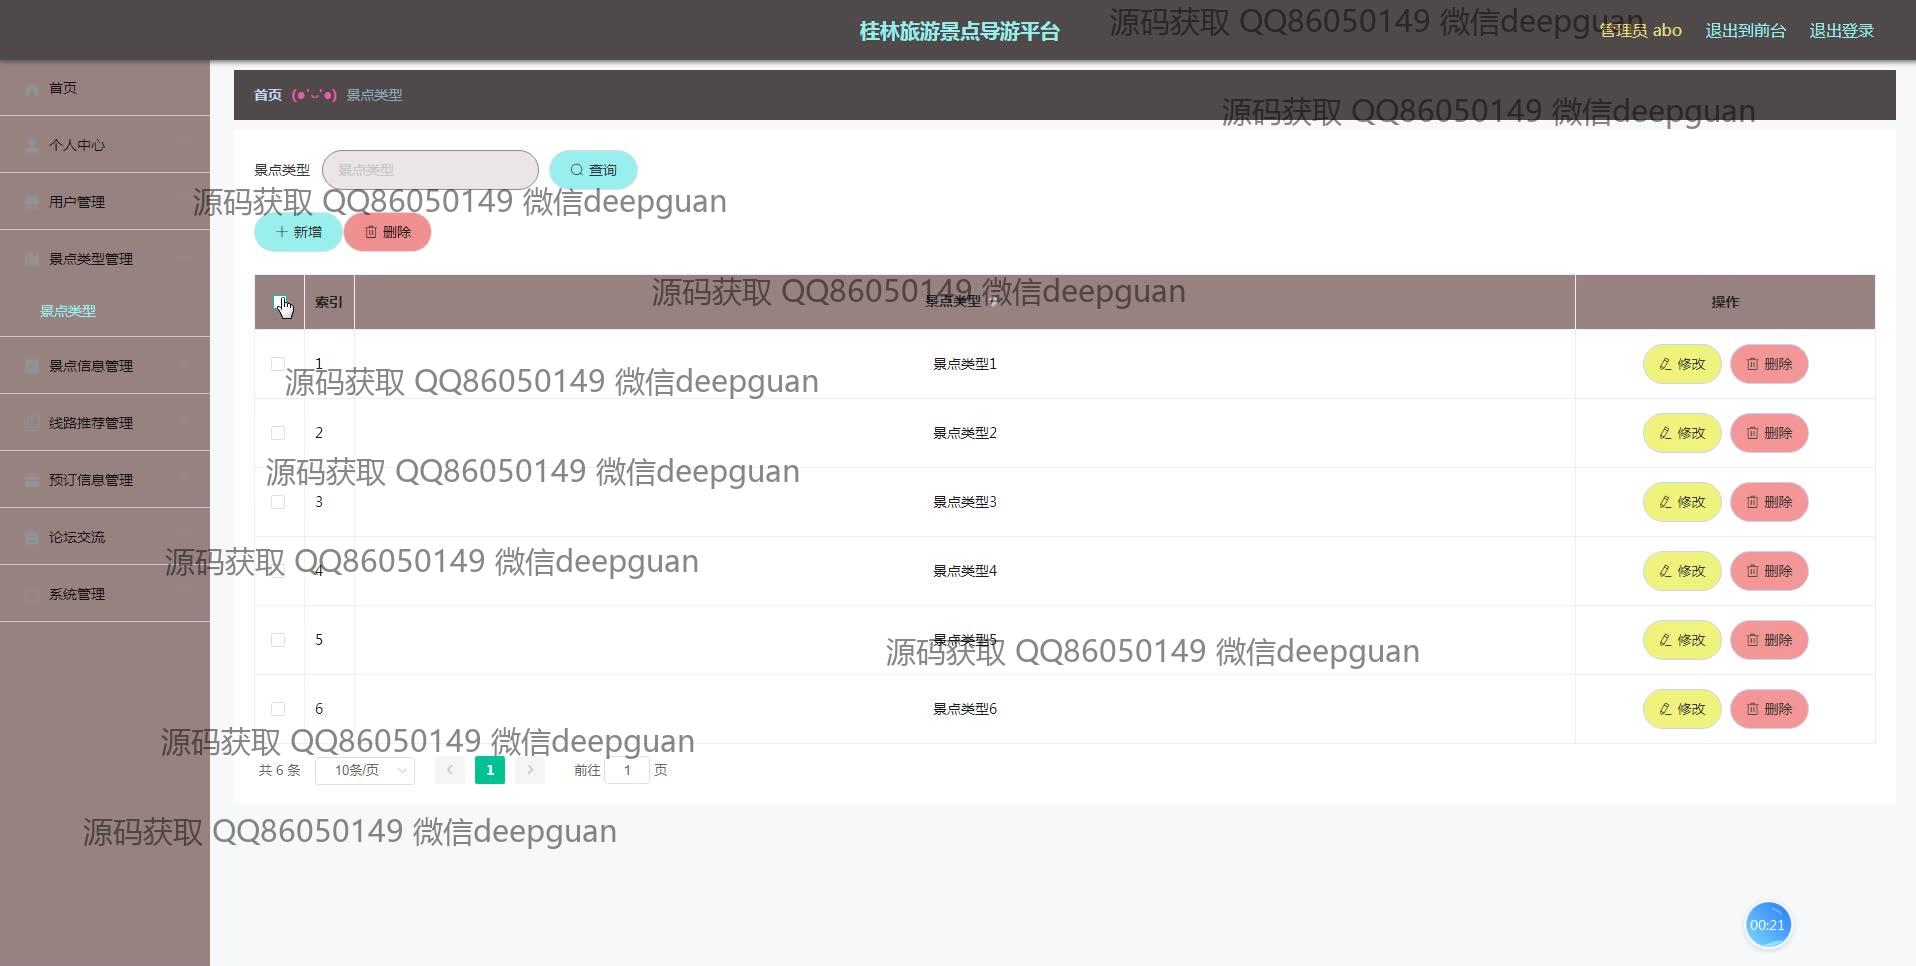 桂林旅游景点导游平台
源码获取 QQ86050149 微信deepguan
管理员 abo
退出到前台
退出登录
首页
个人中心
用户管理
景点类型管理
景点类型
景点信息管理
线路推荐管理
预订信息管理
论坛交流
系统管理
首页 (●'◡'●) 景点类型
源码获取 QQ86050149 微信deepguan
景点类型 景点类型 查询
源码获取 QQ86050149 微信deepguan
新增 删除
源码获取 QQ86050149 微信deepguan
索引 景点类型 操作
1 景点类型1 修改 删除
源码获取 QQ86050149 微信deepguan
2 景点类型2 修改 删除
源码获取 QQ86050149 微信deepguan
3 景点类型3 修改 删除
源码获取 QQ86050149 微信deepguan
4 景点类型4 修改 删除
5 景点类型5 修改 删除
源码获取 QQ86050149 微信deepguan
6 景点类型6 修改 删除
源码获取 QQ86050149 微信deepguan
共 6 条 10条/页 1 前往 1 页
源码获取 QQ86050149 微信deepguan
00:21